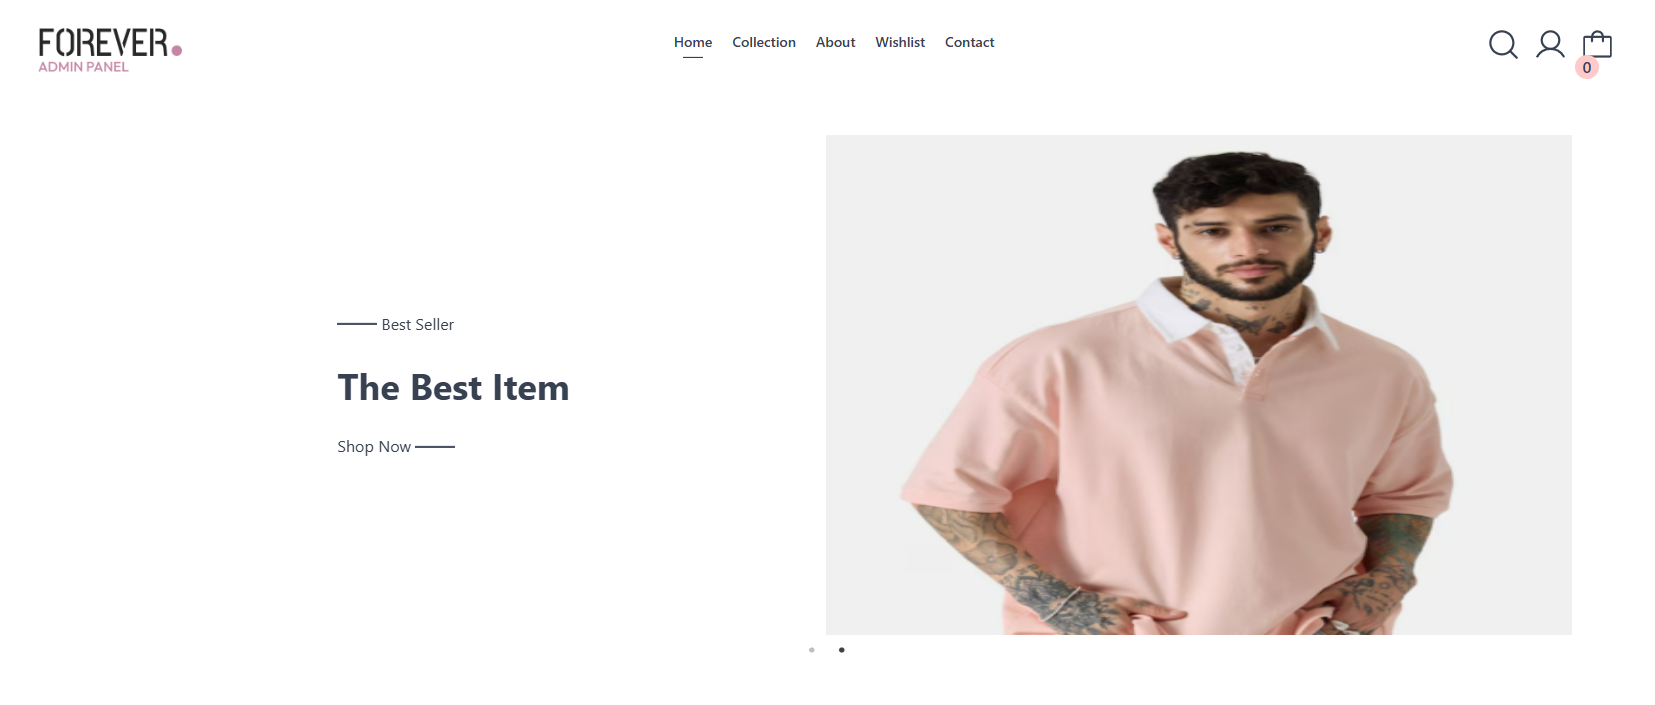 FOREVER.
ADMIN PANEL
Home Collection About Wishlist Contact
0
Best Seller
The Best Item
Shop Now